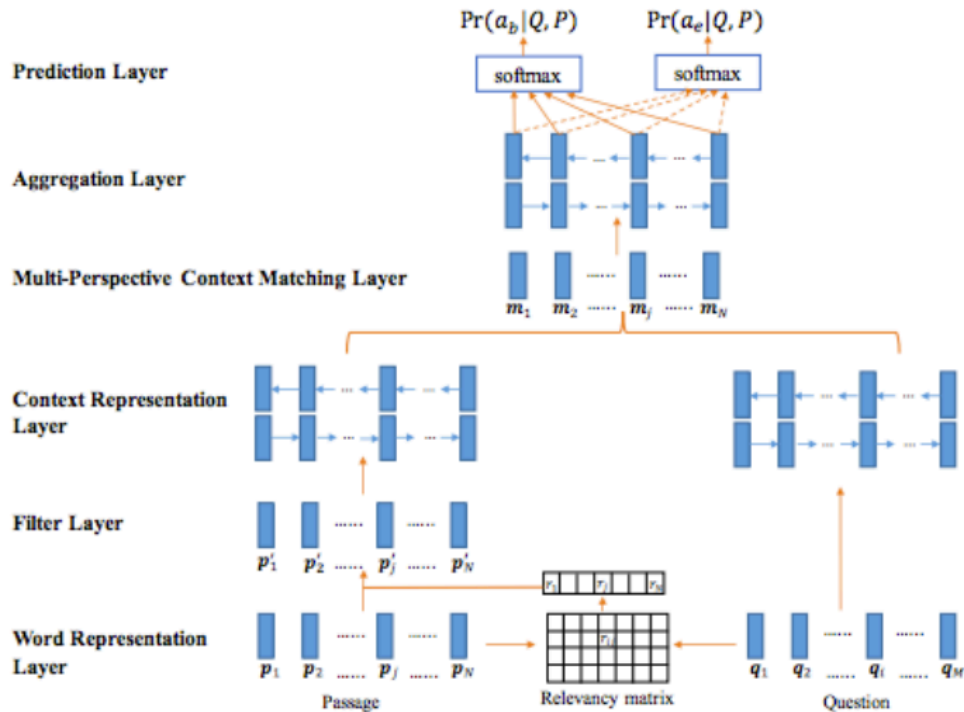 Pr(a_b|Q, P) Pr(a_e|Q, P)
Prediction Layer softmax softmax
Aggregation Layer ... ... ... ...
Multi-Perspective Context Matching Layer ...... ......
m_1 m_2 ...... m_j ...... m_N
Context Representation Layer ... ... ... ...
Filter Layer ...... ......
p'_1 p'_2 ...... p'_j ...... p'_N
r_1 r_j r_N
Word Representation Layer ...... ...... r_ij ...... ......
p_1 p_2 ...... p_j ...... p_N q_1 q_2 ...... q_i ...... q_M
Passage Relevancy matrix Question